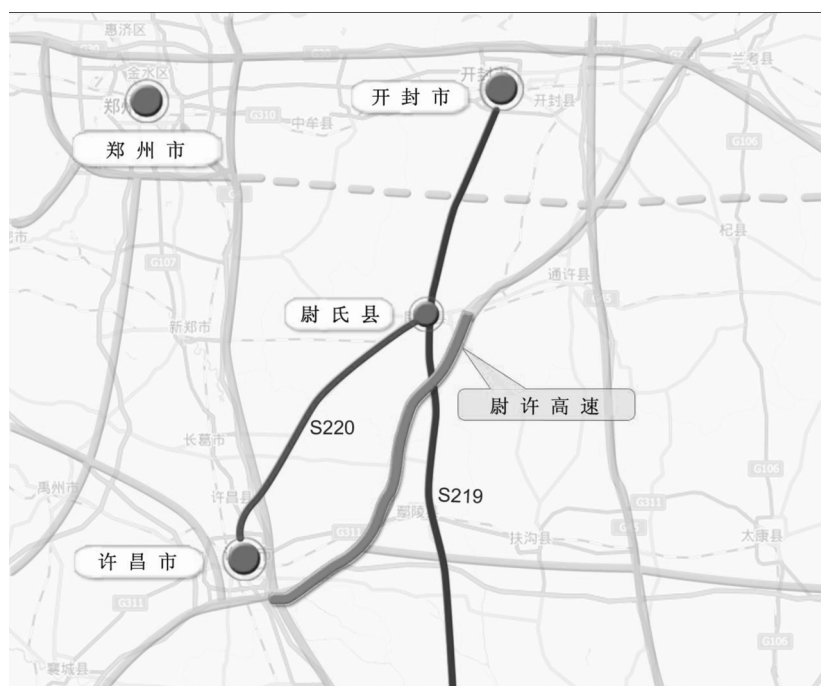 惠济区
金水区
G30
兰考县
开封市
开封县
郑州市
G310
中牟县
G106
杞县
G107
通许县
尉氏县
新郑市
尉许高速
S220
长葛市
G106
禹州市
许昌县
S219
G311
鄢陵县
G311
扶沟县
太康县
许昌市
G311
G106
襄城县